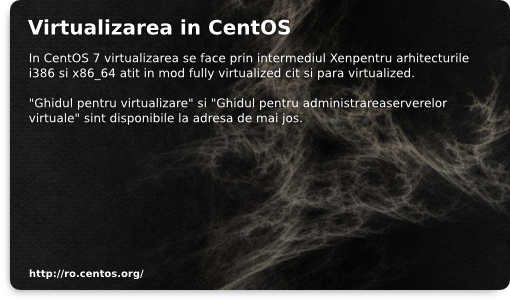 Virtualizarea in CentOS
In CentOS 7 virtualizarea se face prin intermediul Xenpentru arhitecturile
i386 si x86_64 atit in mod fully virtualized cit si para virtualized.
"Ghidul pentru virtualizare" si "Ghidul pentru administrareaserverelor
virtuale" sint disponibile la adresa de mai jos.
http://ro.centos.org/